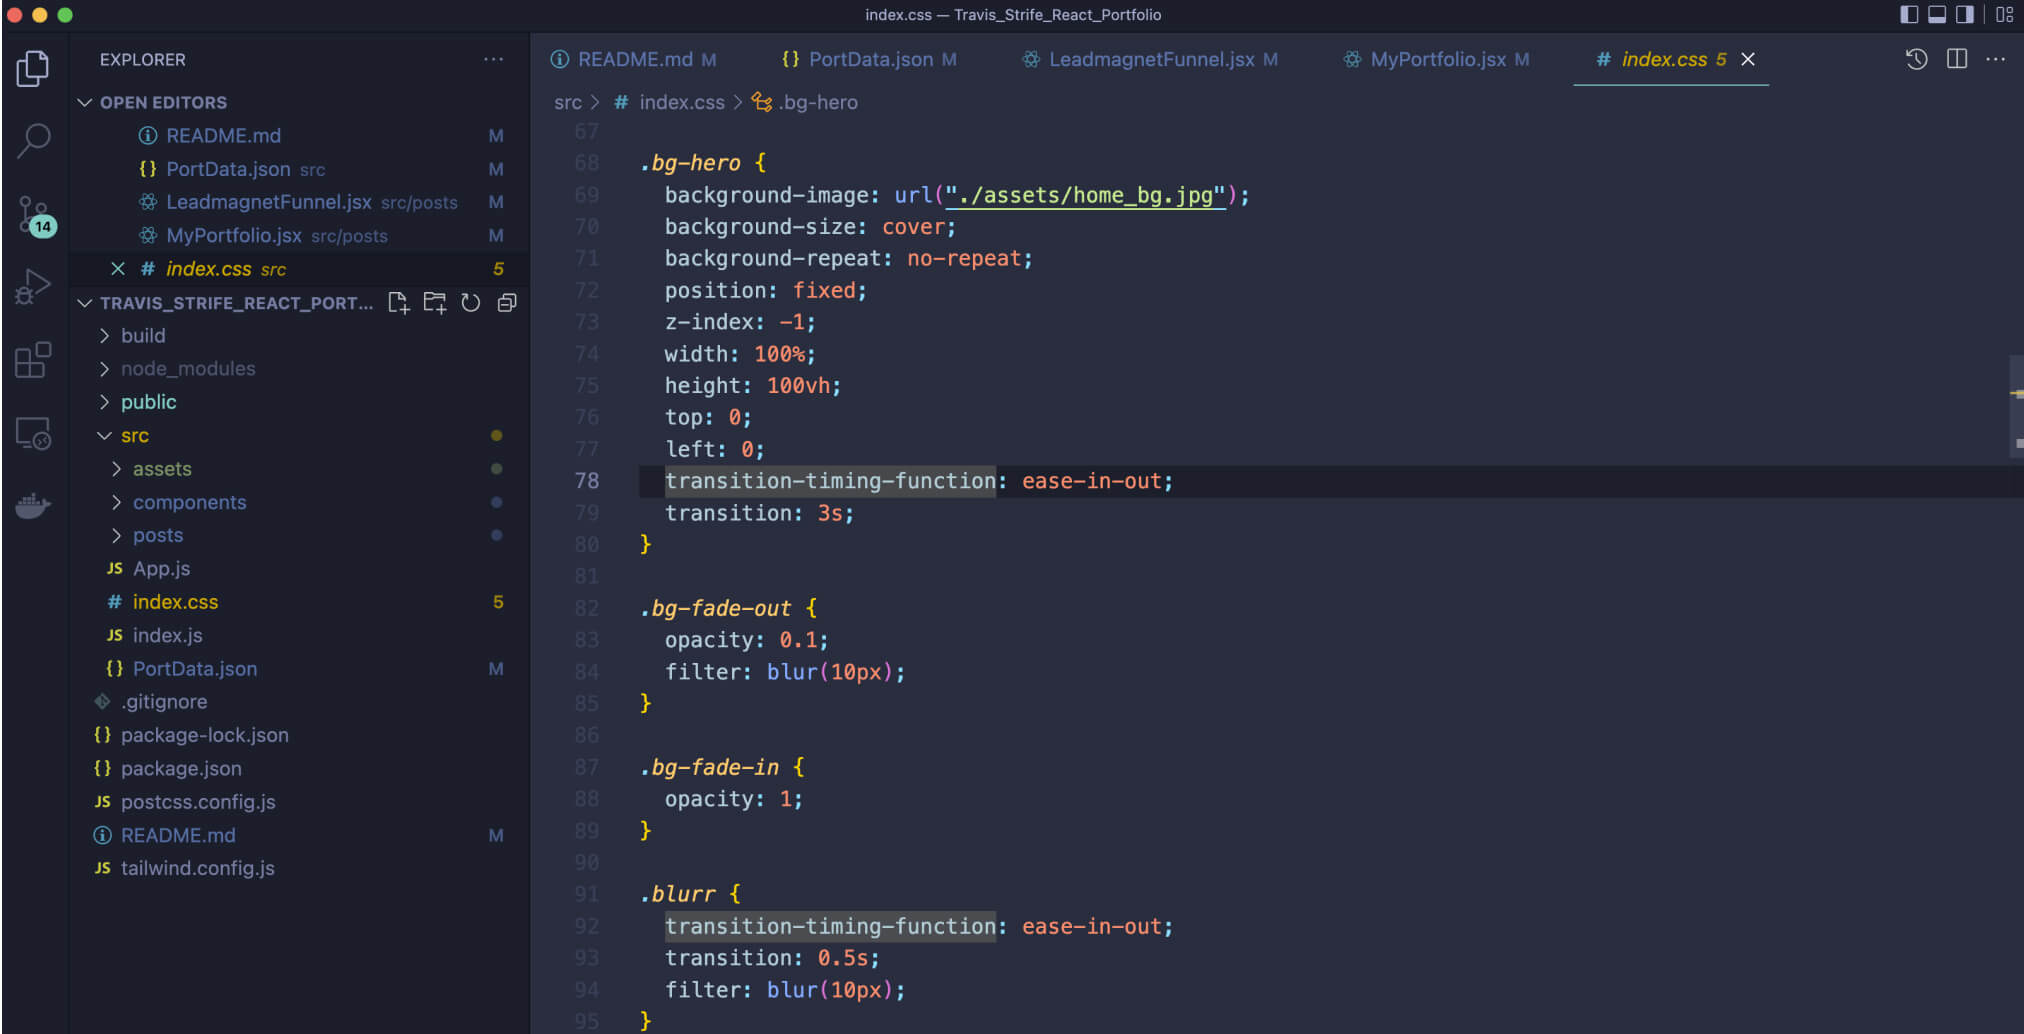 index.css — Travis_Strife_React_Portfolio
EXPLORER
OPEN EDITORS
README.md M
PortData.json src M
LeadmagnetFunnel.jsx src/posts M
MyPortfolio.jsx src/posts M
# index.css src 5
14
TRAVIS_STRIFE_REACT_PORT...
build
node_modules
public
src
assets
components
posts
JS App.js
# index.css 5
JS index.js
{} PortData.json M
.gitignore
{} package-lock.json
{} package.json
JS postcss.config.js
README.md M
JS tailwind.config.js
README.md M {} PortData.json M LeadmagnetFunnel.jsx M MyPortfolio.jsx M # index.css 5
src > # index.css > .bg-hero
67
68 .bg-hero {
69 background-image: url("./assets/home_bg.jpg");
70 background-size: cover;
71 background-repeat: no-repeat;
72 position: fixed;
73 z-index: -1;
74 width: 100%;
75 height: 100vh;
76 top: 0;
77 left: 0;
78 transition-timing-function: ease-in-out;
79 transition: 3s;
80 }
81
82 .bg-fade-out {
83 opacity: 0.1;
84 filter: blur(10px);
85 }
86
87 .bg-fade-in {
88 opacity: 1;
89 }
90
91 .blurr {
92 transition-timing-function: ease-in-out;
93 transition: 0.5s;
94 filter: blur(10px);
95 }